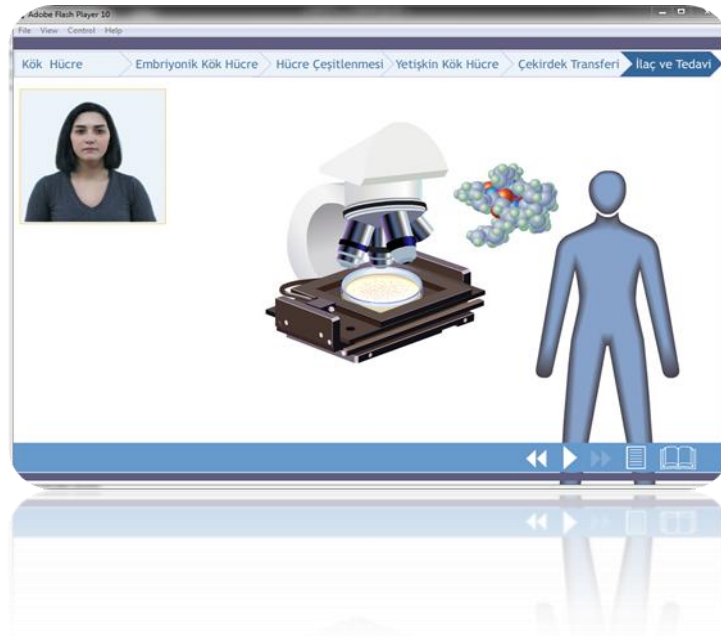 Adobe Flash Player 10
File View Control Help
Kök Hücre Embriyonik Kök Hücre Hücre Çeşitlenmesi Yetişkin Kök Hücre Çekirdek Transferi İlaç ve Tedavi